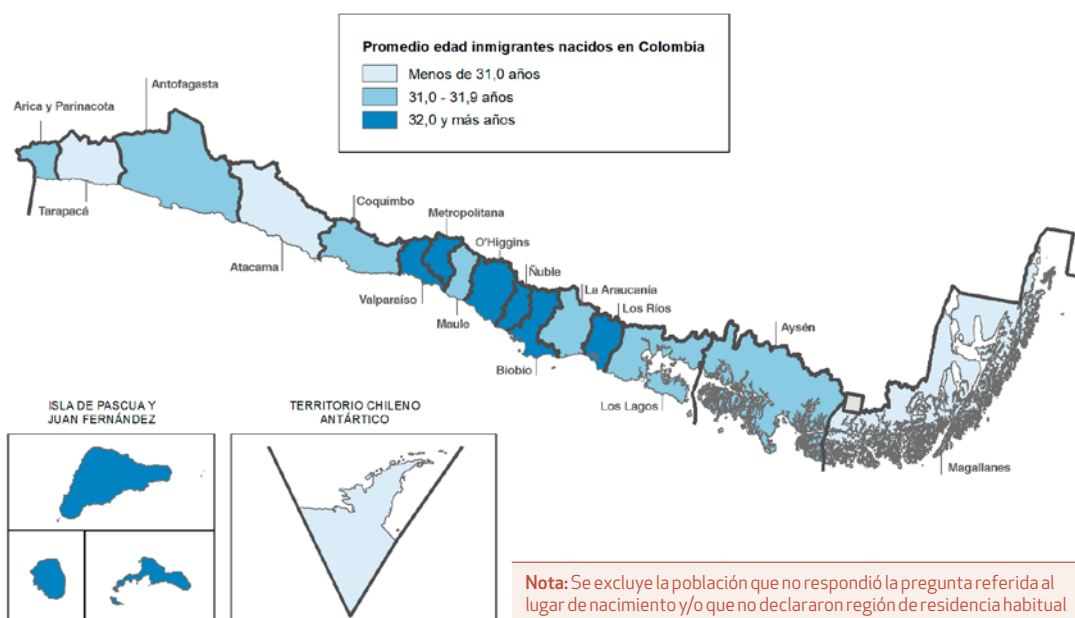 Promedio edad inmigrantes nacidos en Colombia
Menos de 31,0 años
31,0 - 31,9 años
32,0 y más años
Arica y Parinacota
Antofagasta
Tarapacá
Atacama
Coquimbo
Metropolitana
O'Higgins
Ñuble
La Araucanía
Los Ríos
Valparaíso
Maule
Biobío
Los Lagos
Aysén
Magallanes
ISLA DE PASCUA Y
JUAN FERNÁNDEZ
TERRITORIO CHILENO
ANTÁRTICO
Nota: Se excluye la población que no respondió la pregunta referida al
lugar de nacimiento y/o que no declararon región de residencia habitual